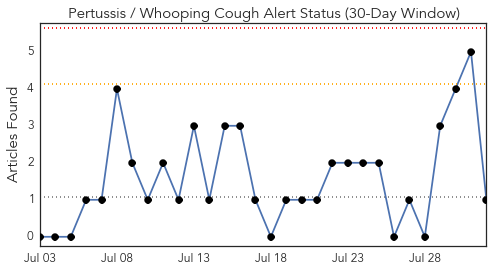 Pertussis / Whooping Cough Alert Status (30-Day Window)
Articles Found
5
4
3
2
1
0
Jul 03
Jul 08
Jul 13
Jul 18
Jul 23
Jul 28